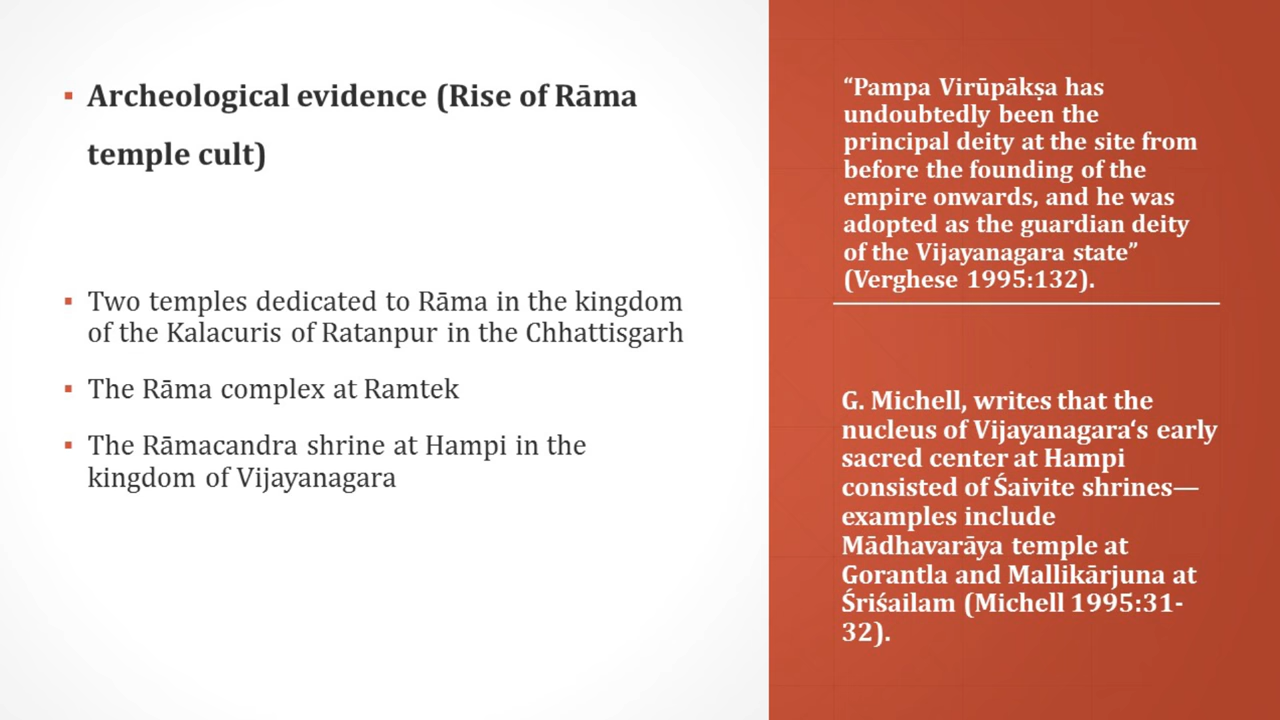 ▪ Archeological evidence (Rise of Rāma
temple cult)
▪ Two temples dedicated to Rāma in the kingdom
of the Kalacuris of Ratanpur in the Chhattisgarh
▪ The Rāma complex at Ramtek
▪ The Rāmacandra shrine at Hampi in the
kingdom of Vijayanagara
“Pampa Virūpākṣa has
undoubtedly been the
principal deity at the site from
before the founding of the
empire onwards, and he was
adopted as the guardian deity
of the Vijayanagara state”
(Verghese 1995:132).
G. Michell, writes that the
nucleus of Vijayanagara‘s early
sacred center at Hampi
consisted of Śaivite shrines—
examples include
Mādhavarāya temple at
Gorantla and Mallikārjuna at
Śriśailam (Michell 1995:31-
32).